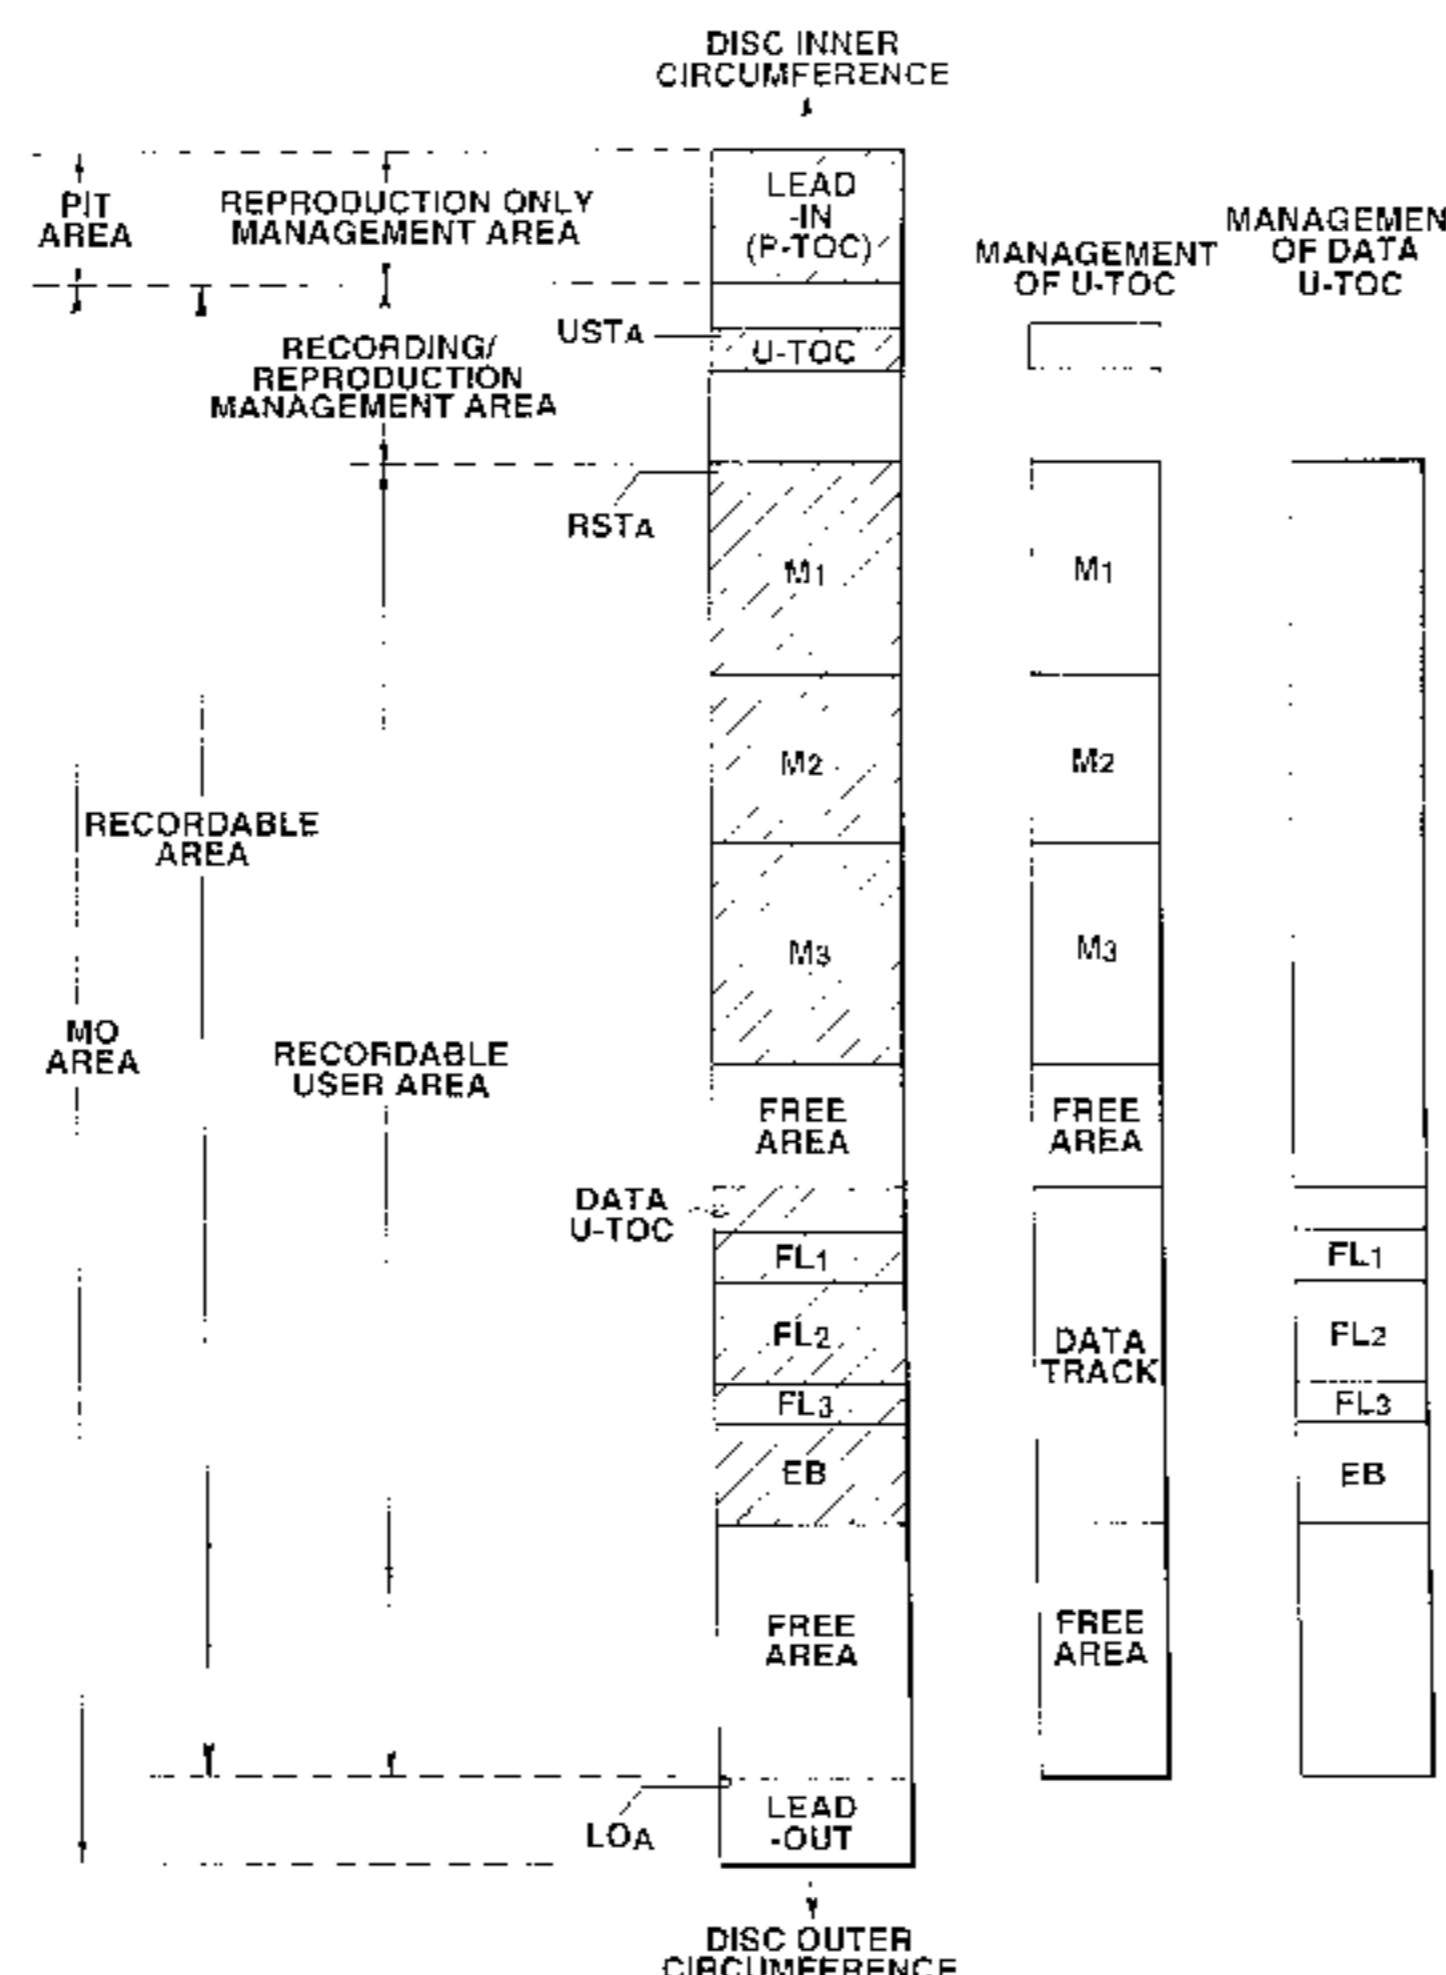 DISC INNER
CIRCUMFERENCE
PIT
AREA
REPRODUCTION ONLY
MANAGEMENT AREA
LEAD
-IN
(P-TOC)
MANAGEMENT
OF U-TOC
MANAGEMEN
OF DATA
U-TOC
USTA
U-TOC
RECORDING/
REPRODUCTION
MANAGEMENT AREA
RSTA
M1
M1
M2
M2
RECORDABLE
AREA
M3
M3
MO
AREA
RECORDABLE
USER AREA
FREE
AREA
FREE
AREA
DATA
U-TOC
FL1
FL1
FL2
DATA
TRACK
FL2
FL3
FL3
EB
EB
FREE
AREA
FREE
AREA
LEAD
-OUT
LOA
DISC OUTER
CIRCUMFERENCE